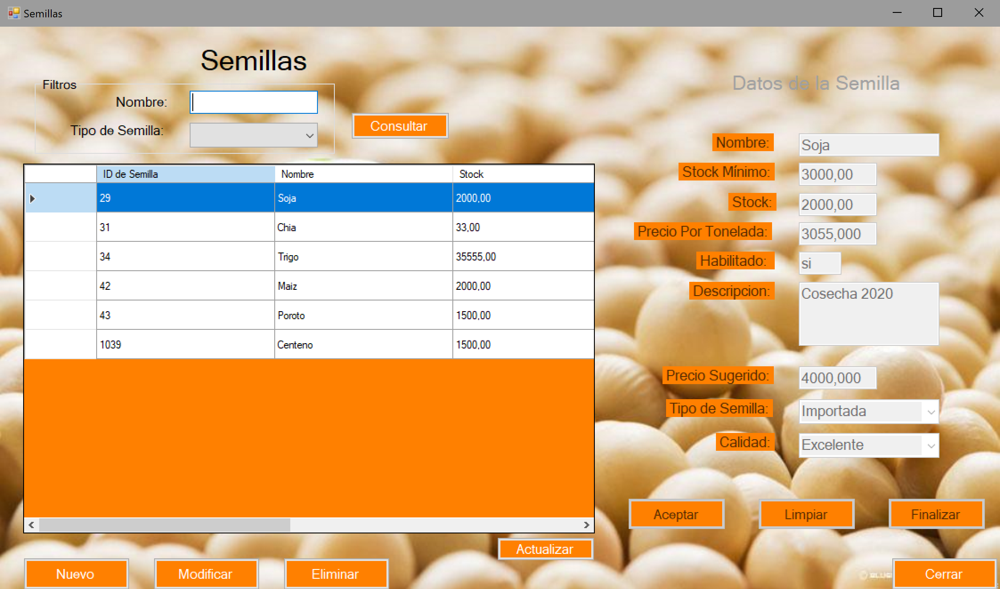 Semillas
Semillas
Filtros
Nombre:
Tipo de Semilla:
Consultar
ID de Semilla Nombre Stock
29 Soja 2000,00
31 Chia 33,00
34 Trigo 35555,00
42 Maiz 2000,00
43 Poroto 1500,00
1039 Centeno 1500,00
Actualizar
Nuevo Modificar Eliminar
Datos de la Semilla
Nombre: Soja
Stock Mínimo: 3000,00
Stock: 2000,00
Precio Por Tonelada: 3055,000
Habilitado: si
Descripcion: Cosecha 2020
Precio Sugerido: 4000,000
Tipo de Semilla: Importada
Calidad: Excelente
Aceptar Limpiar Finalizar
Cerrar